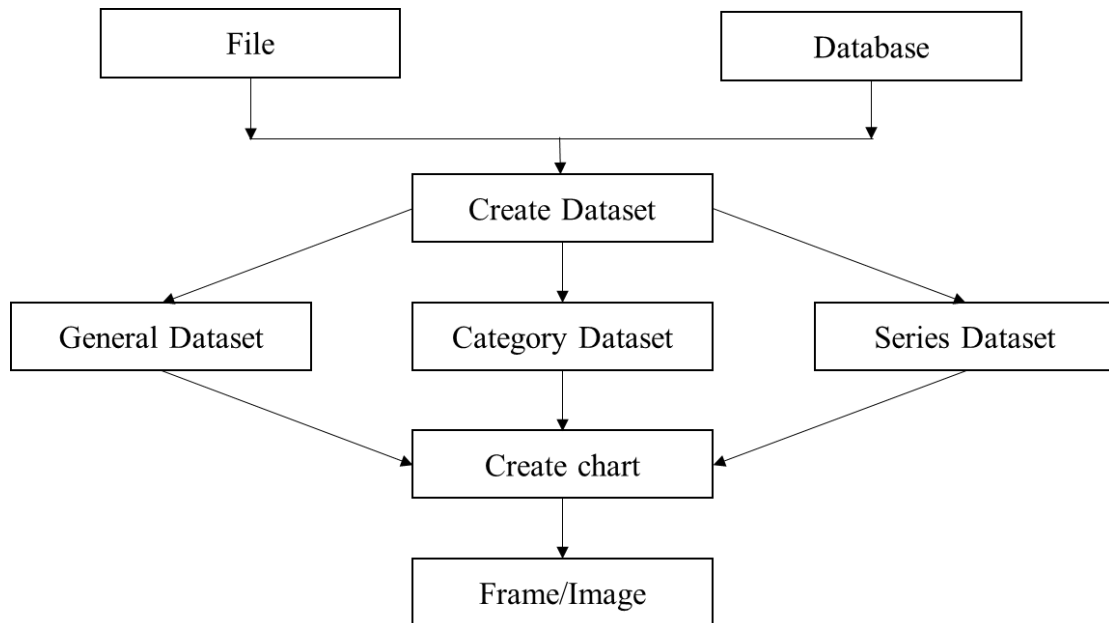 File
Database
Create Dataset
General Dataset
Category Dataset
Series Dataset
Create chart
Frame/Image